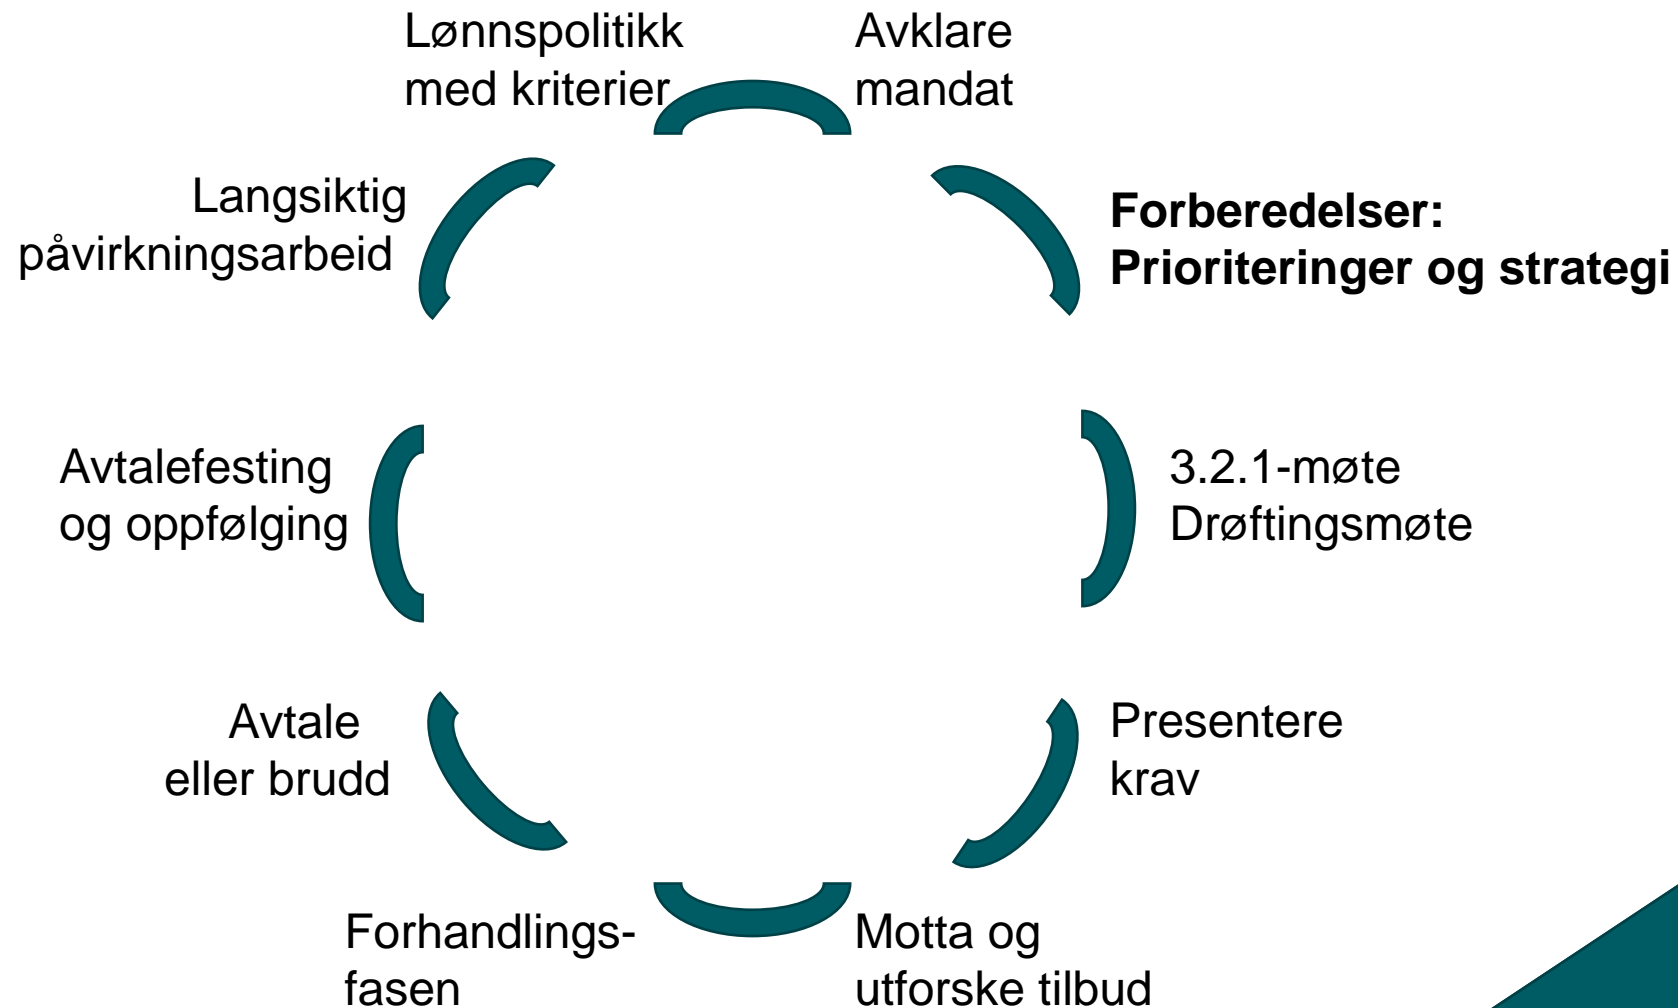 Lønnspolitikk
med kriterier
Avklare
mandat
Forberedelser:
Prioriteringer og strategi
3.2.1-møte
Drøftingsmøte
Presentere
krav
Motta og
utforske tilbud
Forhandlings-
fasen
Avtale
eller brudd
Avtalefesting
og oppfølging
Langsiktig
påvirkningsarbeid